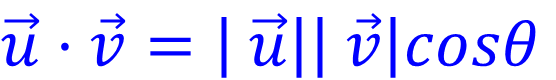 u⃗ · v⃗ = | u⃗|| v⃗|cosθ